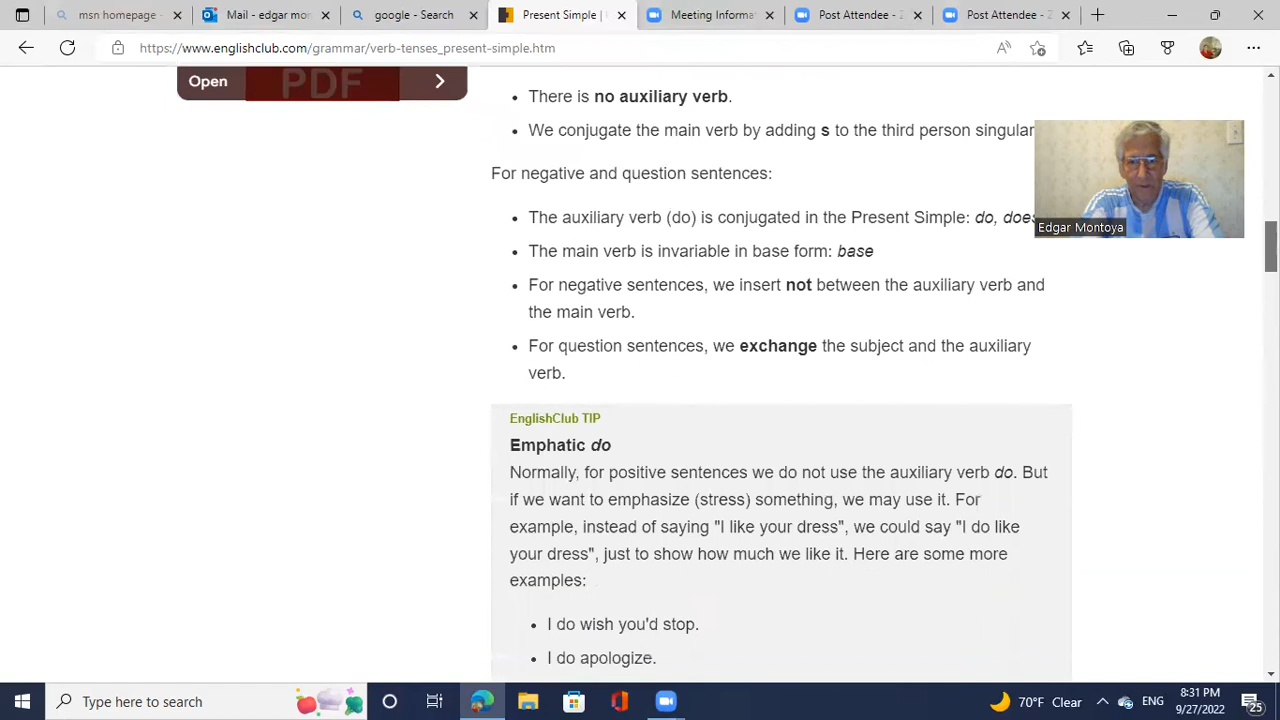 msn homepage -
Mail - edgar mor
google - Search
Present Simple |
Meeting Informa
Post Attendee - Z
Post Attendee - Z
https://www.englishclub.com/grammar/verb-tenses_present-simple.htm
Open
PDF
• There is no auxiliary verb.
• We conjugate the main verb by adding s to the third person singular
For negative and question sentences:
• The auxiliary verb (do) is conjugated in the Present Simple: do, does
• The main verb is invariable in base form: base
• For negative sentences, we insert not between the auxiliary verb and
the main verb.
• For question sentences, we exchange the subject and the auxiliary
verb.
Edgar Montoya
EnglishClub TIP
Emphatic do
Normally, for positive sentences we do not use the auxiliary verb do. But
if we want to emphasize (stress) something, we may use it. For
example, instead of saying "I like your dress", we could say "I do like
your dress", just to show how much we like it. Here are some more
examples:
• I do wish you'd stop.
• I do apologize.
Type here to search
70°F Clear
ENG
8:31 PM
9/27/2022
25